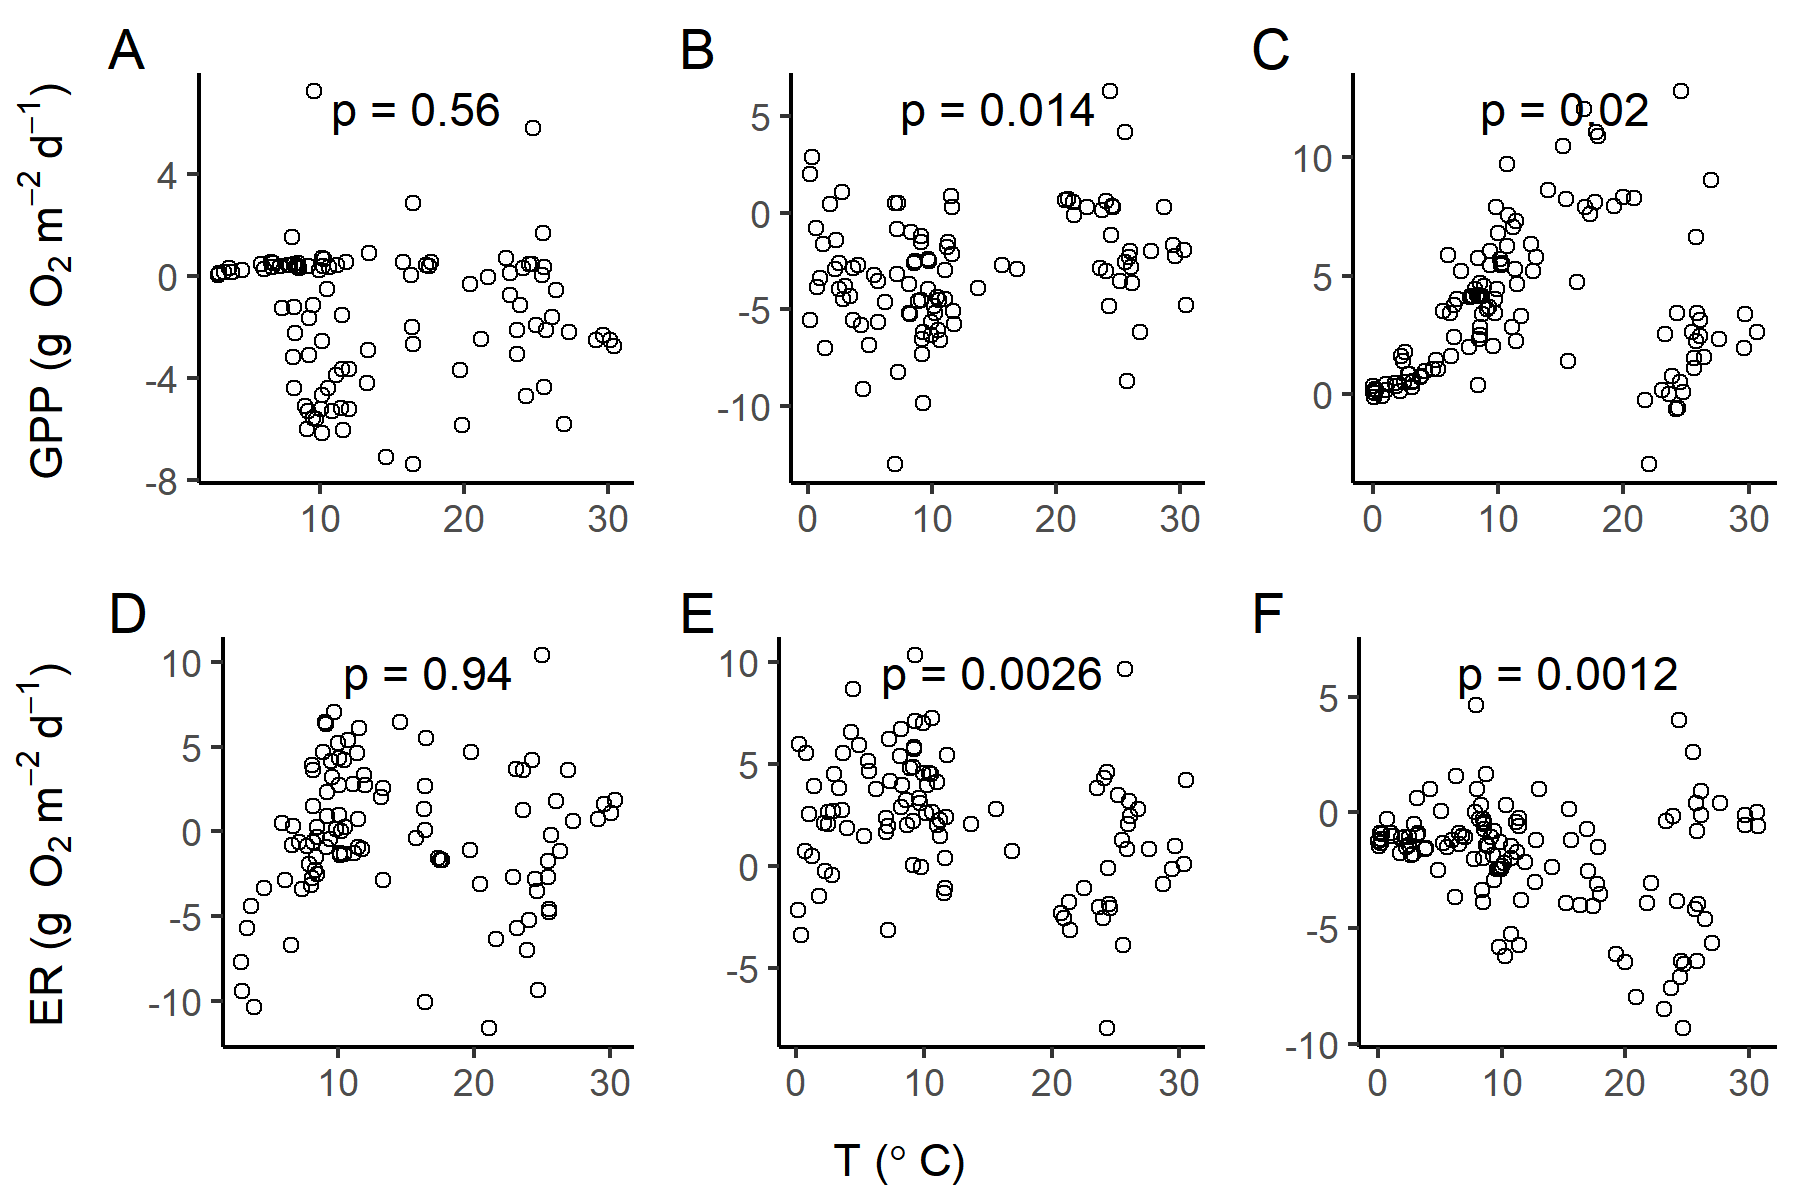 A
B
C
GPP (g O₂ m⁻² d⁻¹)
p = 0.56
p = 0.014
p = 0.02
4
0
-4
-8
5
0
-5
-10
10
5
0
10 20 30
0 10 20 30
0 10 20 30
D
E
F
ER (g O₂ m⁻² d⁻¹)
p = 0.94
p = 0.0026
p = 0.0012
10
5
0
-5
-10
10
5
0
-5
5
0
-5
-10
10 20 30
0 10 20 30
0 10 20 30
T (° C)